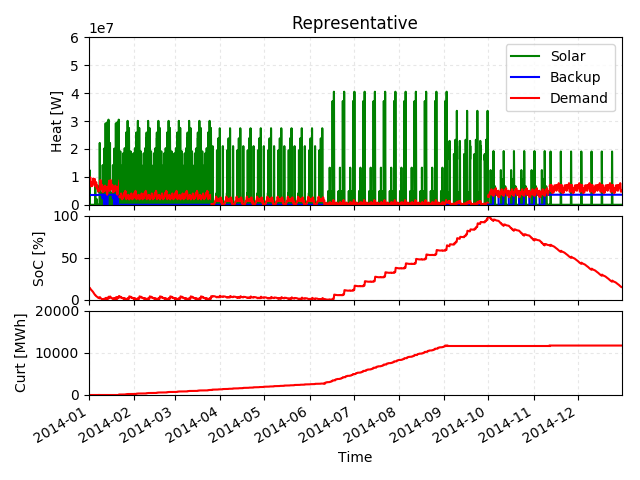 Representative
1e7
6
5
4
3
2
1
0
Heat [W]
Solar
Backup
Demand
100
50
0
SoC [%]
20000
10000
0
Curt [MWh]
2014-01
2014-02
2014-03
2014-04
2014-05
2014-06
2014-07
2014-08
2014-09
2014-10
2014-11
2014-12
Time